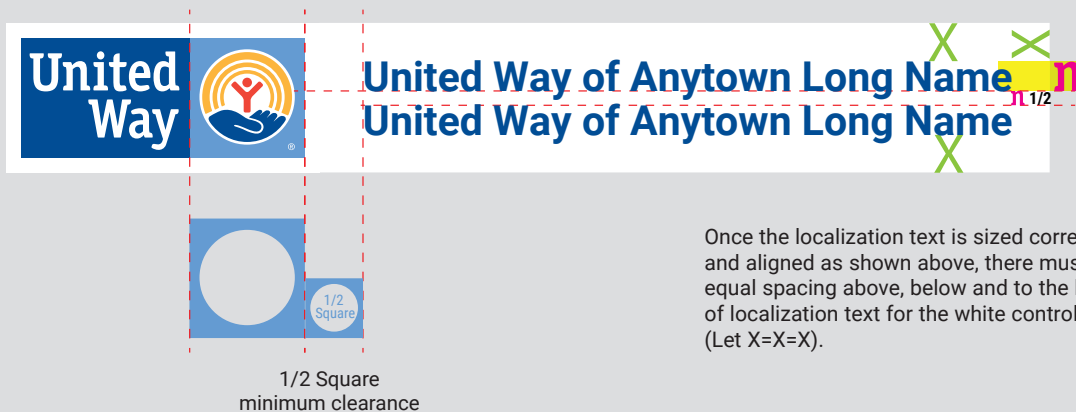 United
Way
®
United Way of Anytown Long Name
United Way of Anytown Long Name
X
X
X
n
n 1/2
1/2
Square
1/2 Square
minimum clearance
Once the localization text is sized corre
and aligned as shown above, there mus
equal spacing above, below and to the
of localization text for the white control
(Let X=X=X).